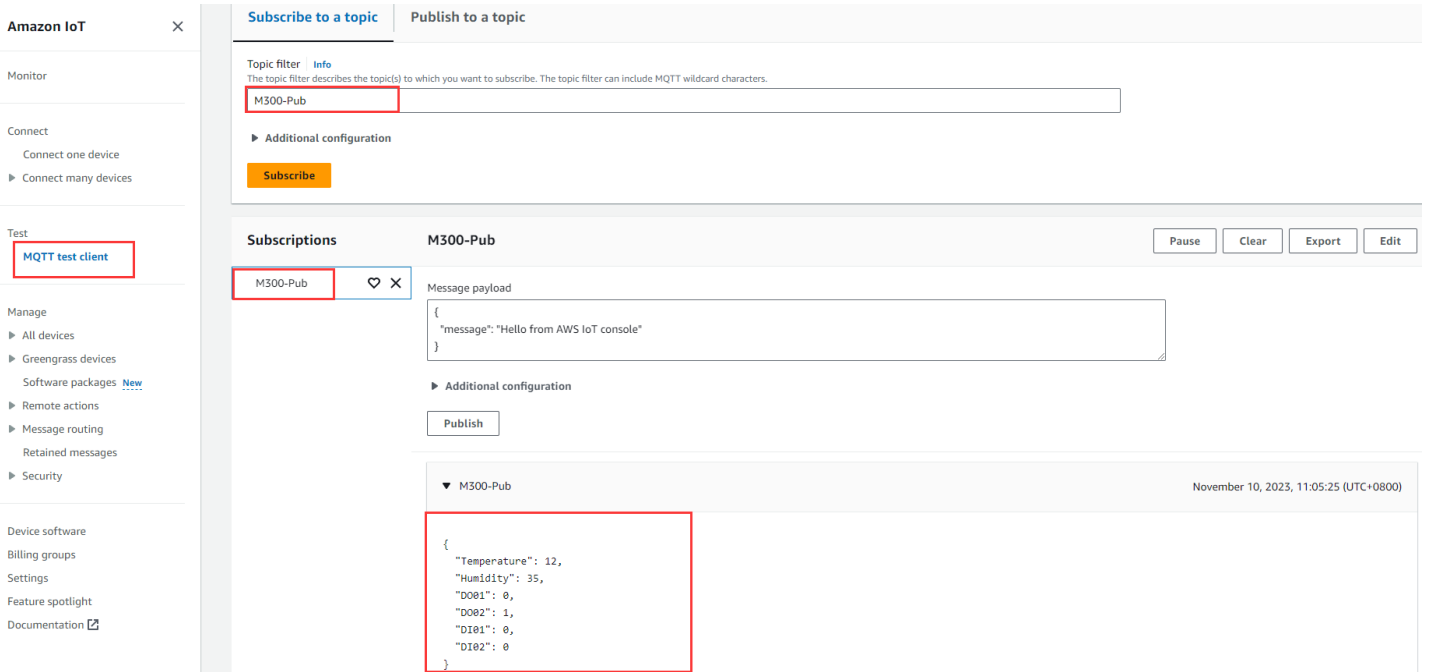 Amazon IoT
Monitor
Connect
Connect one device
Connect many devices
Test
MQTT test client
Manage
All devices
Greengrass devices
Software packages New
Remote actions
Message routing
Retained messages
Security
Device software
Billing groups
Settings
Feature spotlight
Documentation
Subscribe to a topic
Publish to a topic
Topic filter Info
The topic filter describes the topic(s) to which you want to subscribe. The topic filter can include MQTT wildcard characters.
M300-Pub
Additional configuration
Subscribe
Subscriptions
M300-Pub
M300-Pub
Pause
Clear
Export
Edit
Message payload
{
"message": "Hello from AWS IoT console"
}
Additional configuration
Publish
M300-Pub
November 10, 2023, 11:05:25 (UTC+0800)
{
"Temperature": 12,
"Humidity": 35,
"DO01": 0,
"DO02": 1,
"DI01": 0,
"DI02": 0
}